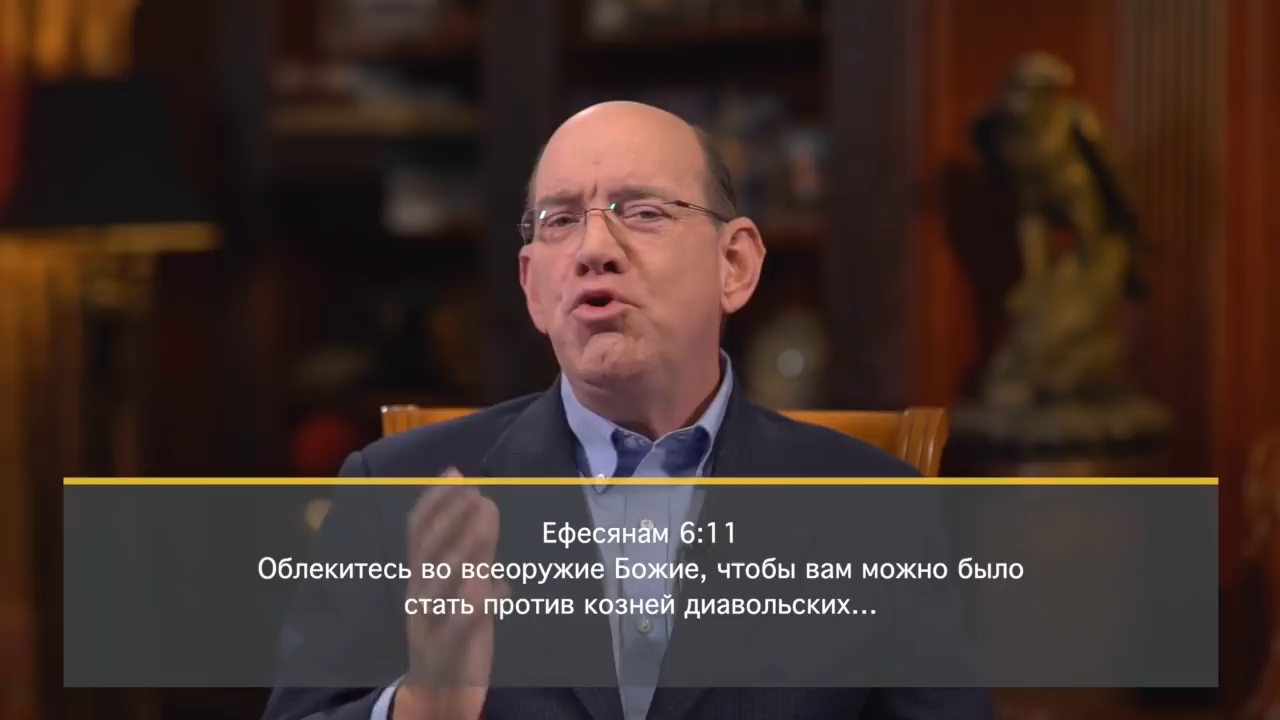 Ефесянам 6:11
Облекитесь во всеоружие Божие, чтобы вам можно было
стать против козней диавольских...